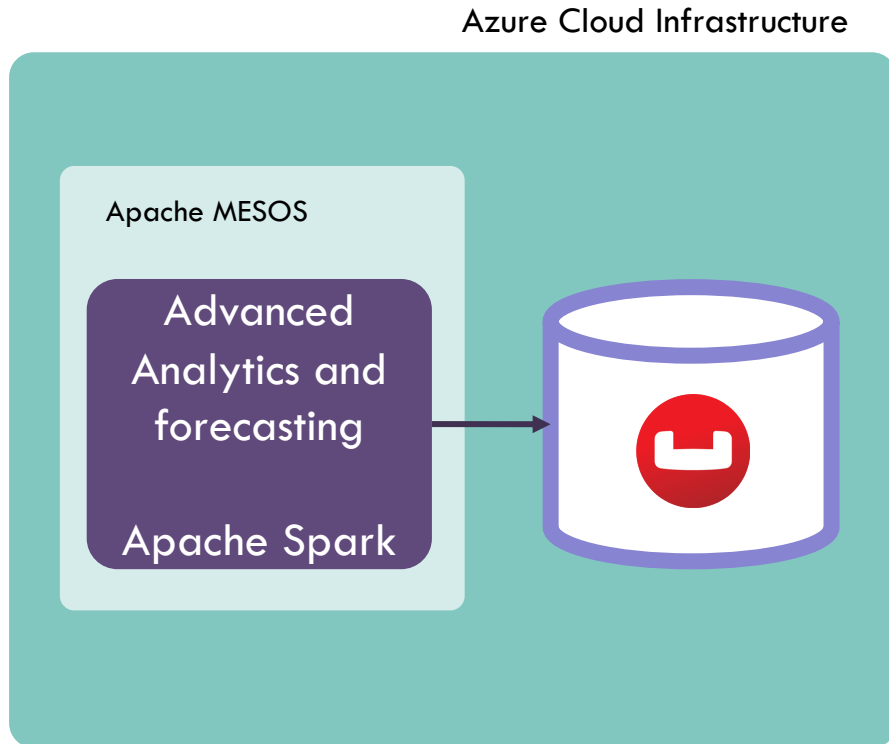 Azure Cloud Infrastructure
Apache MESOS
Advanced
Analytics and
forecasting
Apache Spark